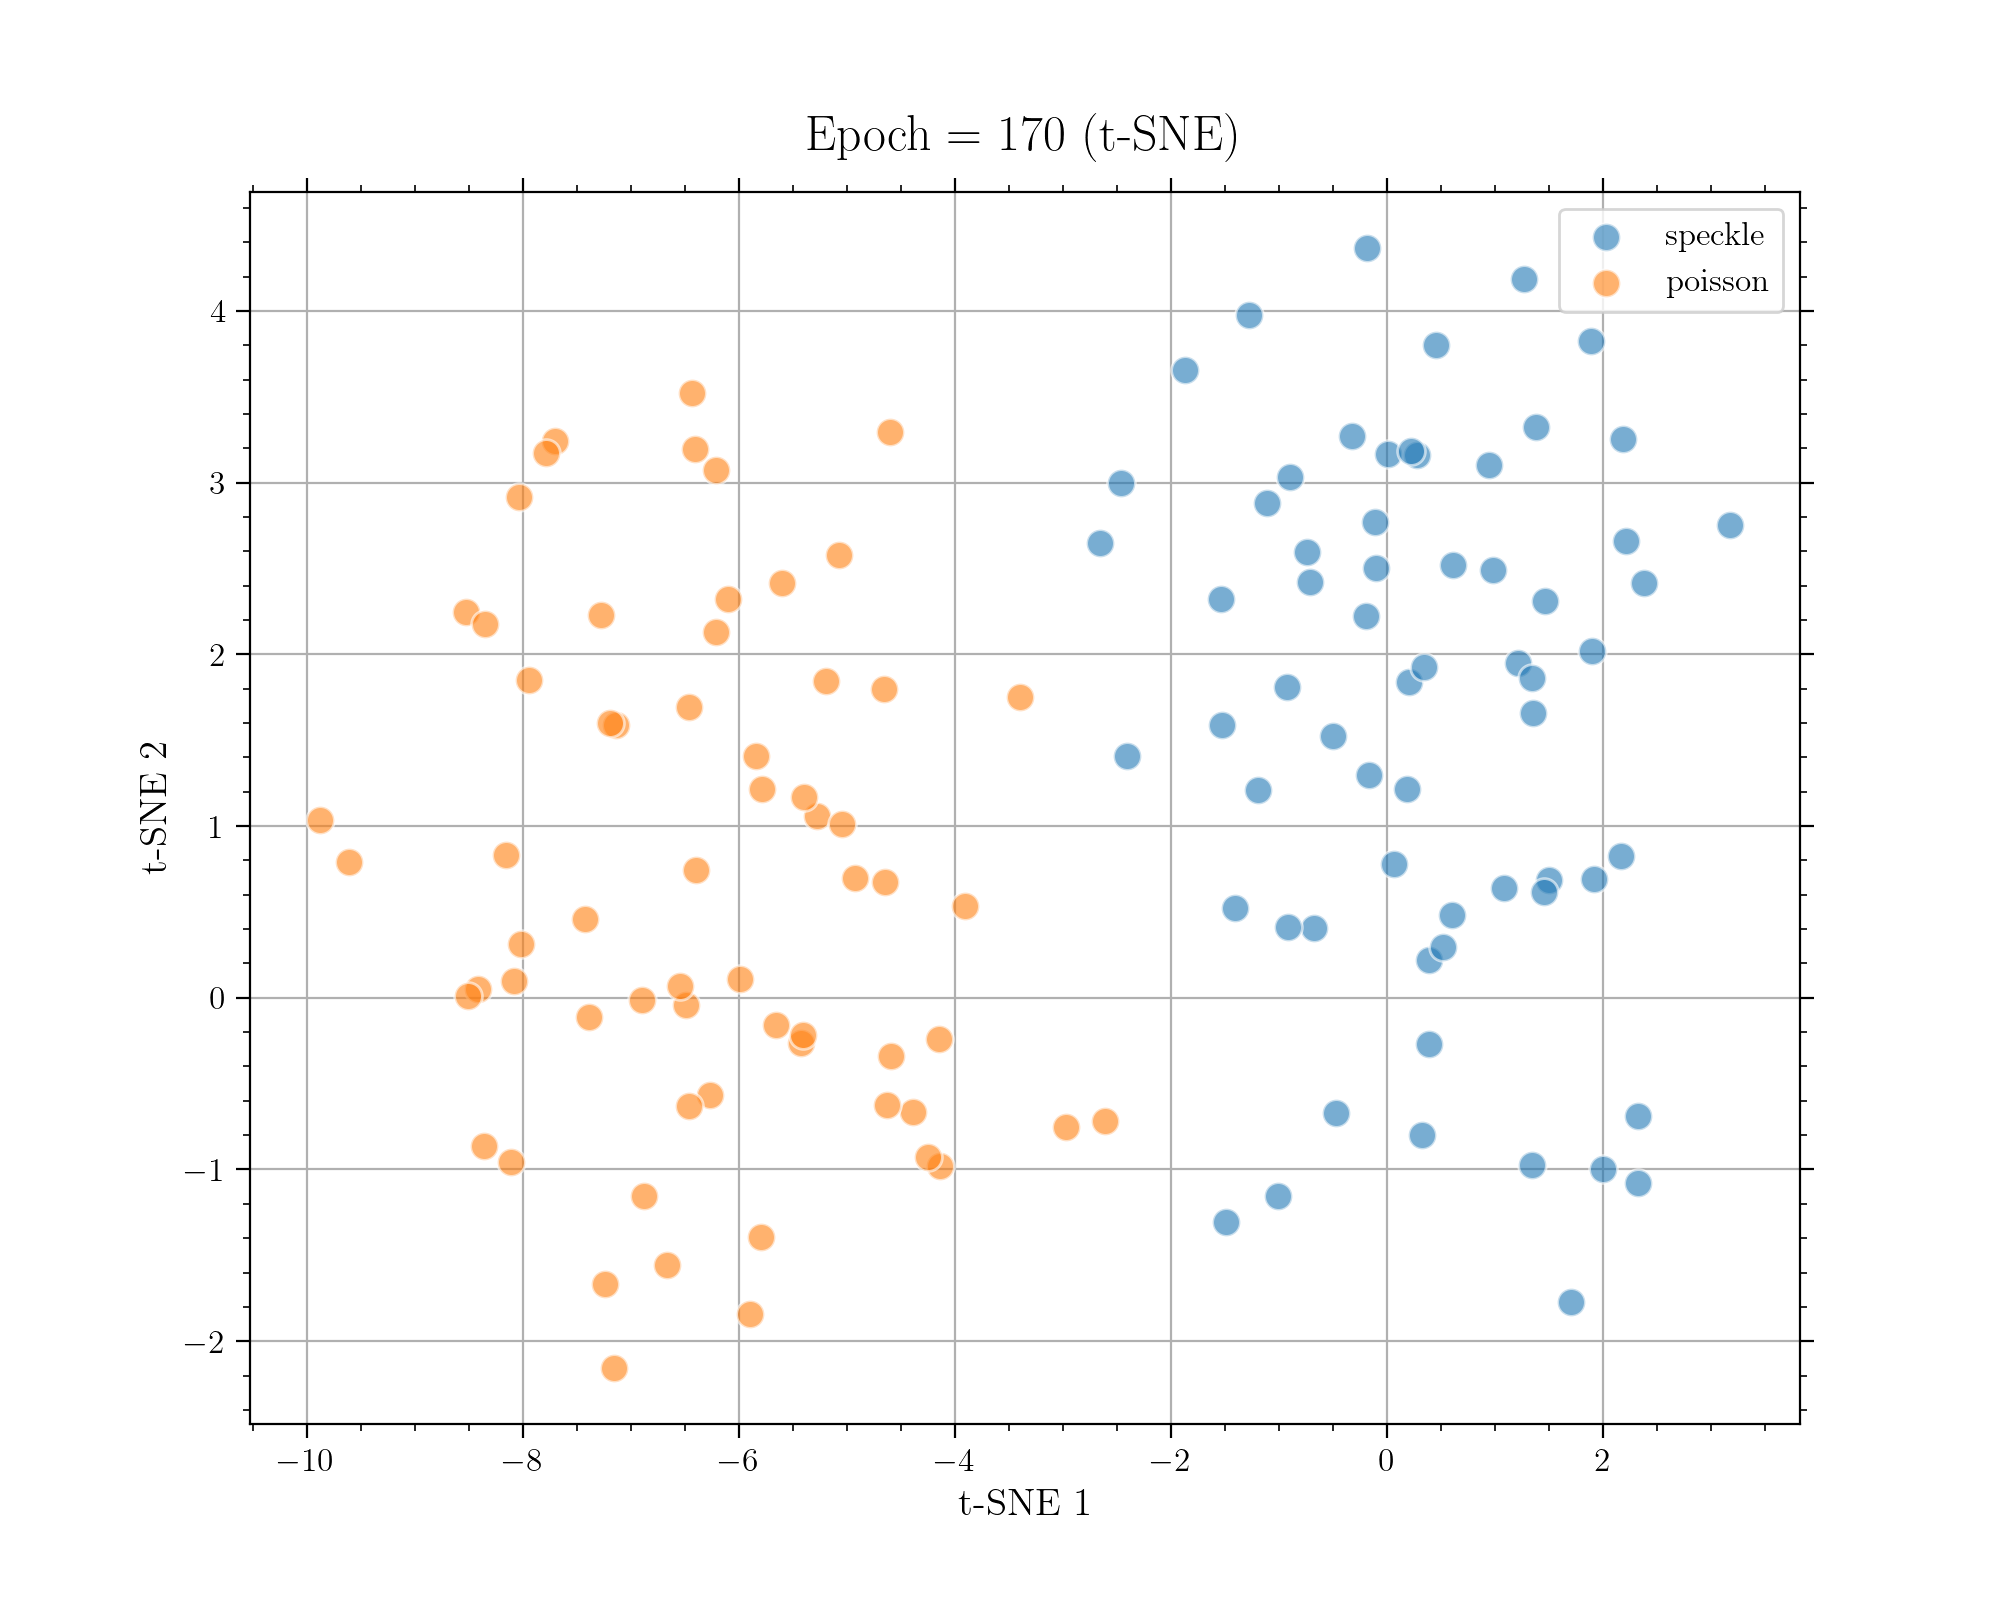 Epoch = 170 (t-SNE)
speckle
poisson
4
3
2
1
0
−1
−2
t-SNE 2
−10 −8 −6 −4 −2 0 2
t-SNE 1